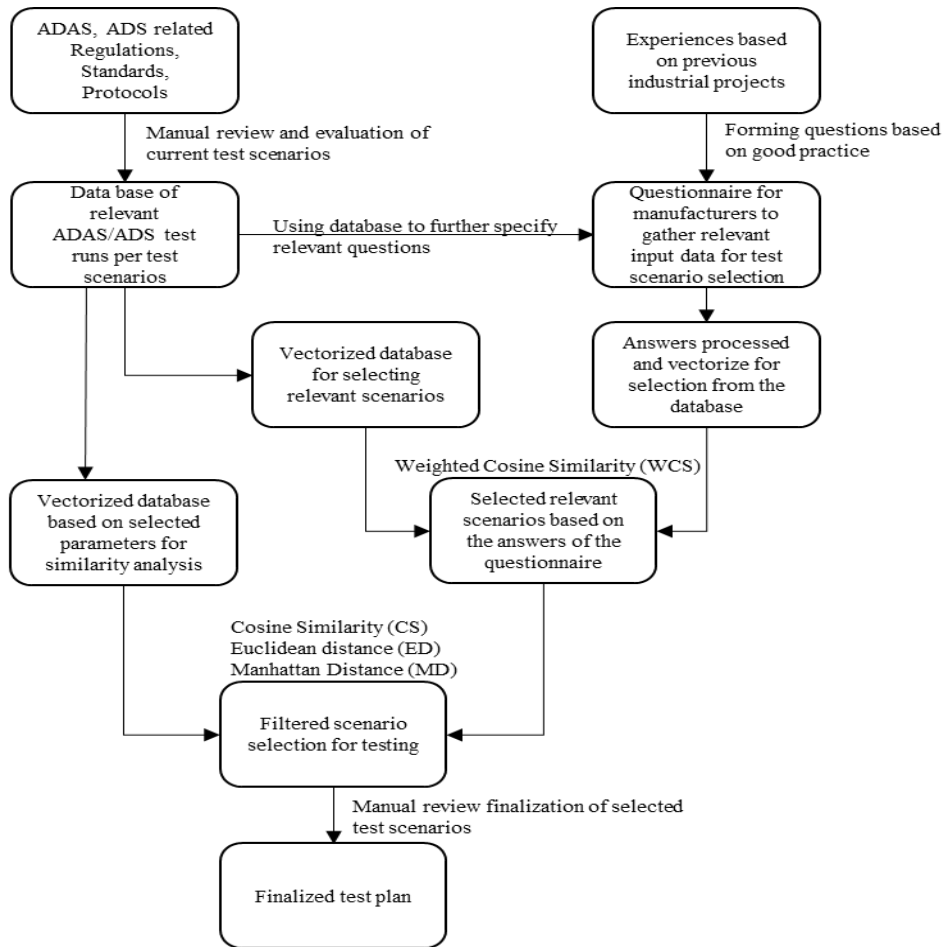 ADAS, ADS related
Regulations,
Standards,
Protocols
Experiences based
on previous
industrial projects
Manual review and evaluation of
current test scenarios
Forming questions based
on good practice
Data base of
relevant
ADAS/ADS test
runs per test
scenarios
Using database to further specify
relevant questions
Questionnaire for
manufacturers to
gather relevant
input data for test
scenario selection
Vectorized database
for selecting
relevant scenarios
Answers processed
and vectorize for
selection from the
database
Weighted Cosine Similarity (WCS)
Vectorized database
based on selected
parameters for
similarity analysis
Selected relevant
scenarios based on
the answers of the
questionnaire
Cosine Similarity (CS)
Euclidean distance (ED)
Manhattan Distance (MD)
Filtered scenario
selection for testing
Manual review finalization of selected
test scenarios
Finalized test plan